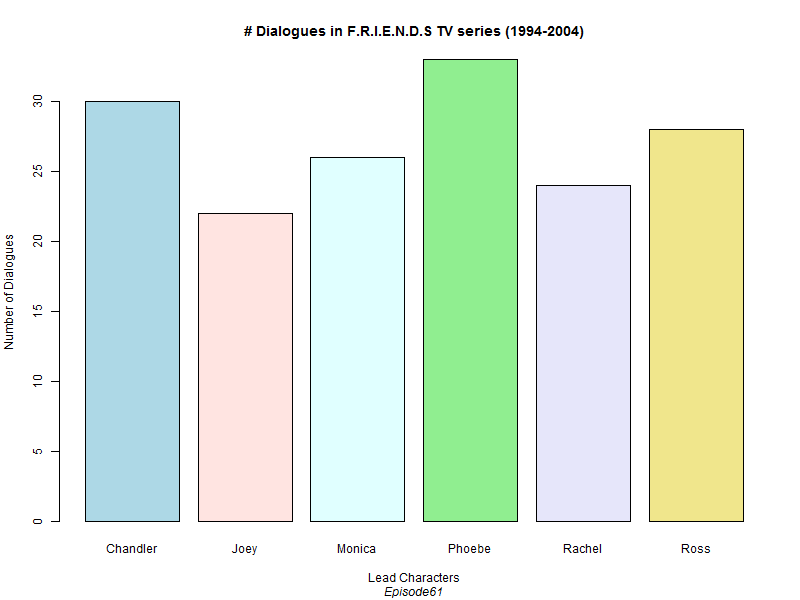 # Dialogues in F.R.I.E.N.D.S TV series (1994-2004)
Number of Dialogues
30
25
20
15
10
5
0
Chandler Joey Monica Phoebe Rachel Ross
Lead Characters
Episode61